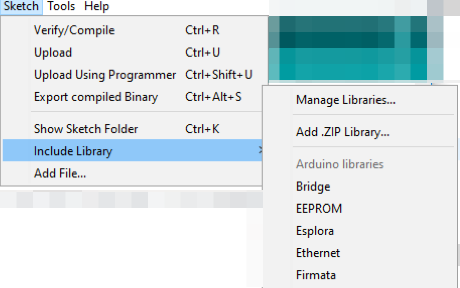 Sketch Tools Help
Verify/Compile Ctrl+R
Upload Ctrl+U
Upload Using Programmer Ctrl+Shift+U
Export compiled Binary Ctrl+Alt+S
Show Sketch Folder Ctrl+K
Include Library
Add File...
Manage Libraries...
Add .ZIP Library...
Arduino libraries
Bridge
EEPROM
Esplora
Ethernet
Firmata